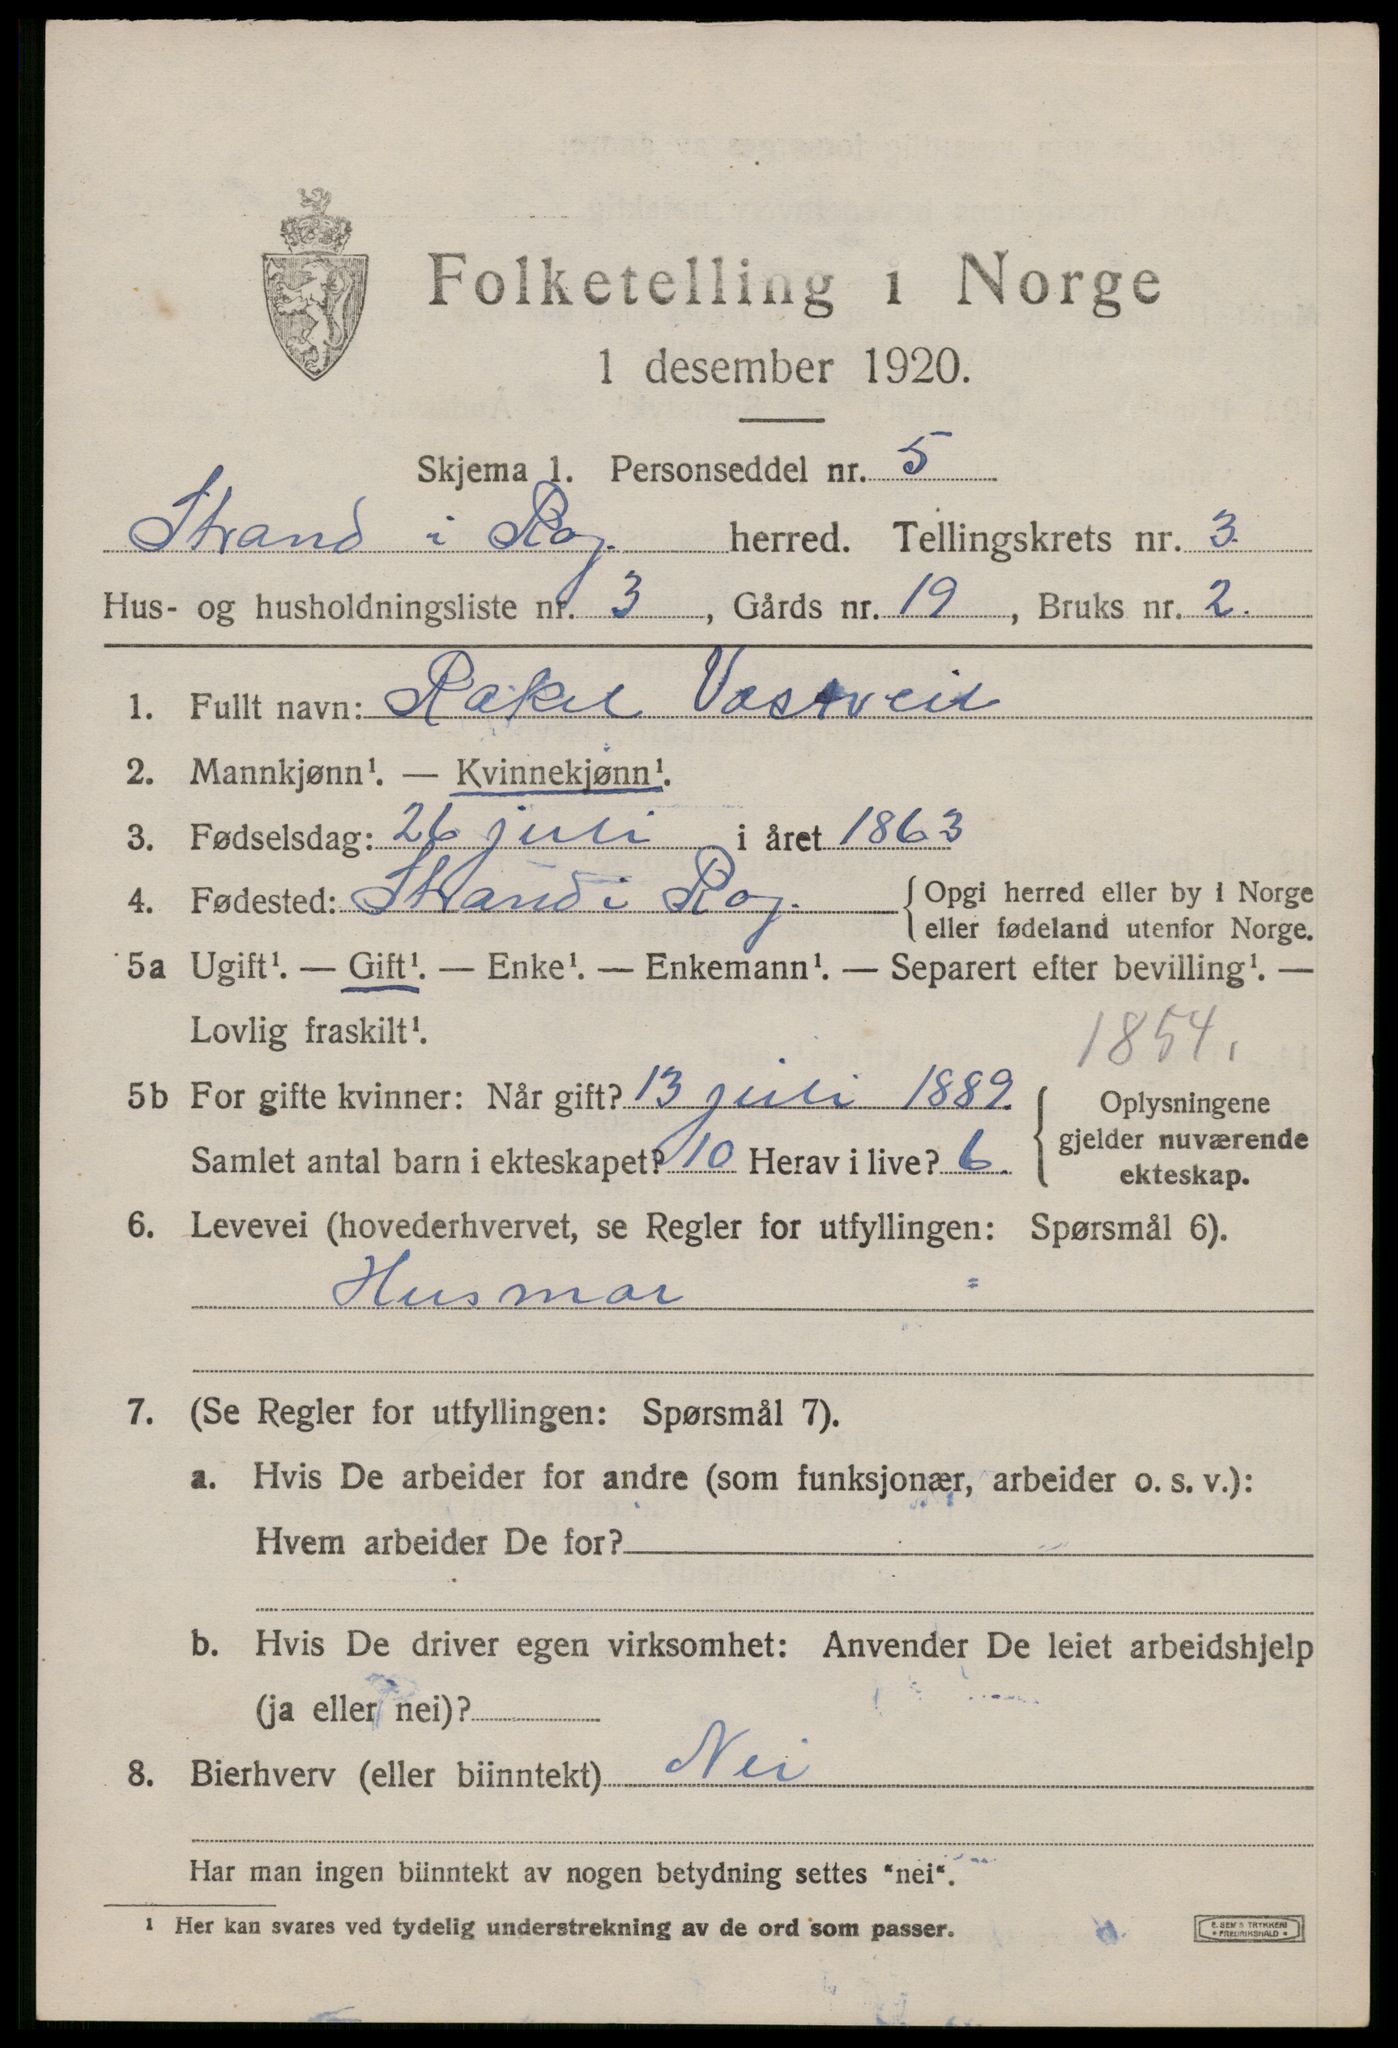 Folketelling i Norge
1 desember 1920.
Skjema 1. Personseddel nr. 5
Strand i Rog. herred. Tellingskrets nr. 3.
Hus- og husholdningsliste nr. 3, Gårds nr. 19, Bruks nr. 2.
1. Fullt navn: Rakel Vastveit
2. Mannkjønn¹. — Kvinnekjønn¹.
3. Fødselsdag: 26 juli i året 1863
4. Fødested: Strand i Rog. { Opgi herred eller by i Norge
eller fødeland utenfor Norge.
5a Ugift¹. — Gift¹. — Enke¹. — Enkemann¹. — Separert efter bevilling¹. —
Lovlig fraskilt¹.
1854.
5b For gifte kvinner: Når gift? 13 juli 1889. { Oplysningene
gjelder nuværende
Samlet antal barn i ekteskapet? 10 Herav i live? 6.
ekteskap.
6. Levevei (hovederhvervet, se Regler for utfyllingen: Spørsmål 6).
Husmor "
7. (Se Regler for utfyllingen: Spørsmål 7).
a. Hvis De arbeider for andre (som funksjonær, arbeider o. s. v.):
Hvem arbeider De for?
b. Hvis De driver egen virksomhet: Anvender De leiet arbeidshjelp
(ja eller nei)?
8. Bierhverv (eller biinntekt) Nei
Har man ingen biinntekt av nogen betydning settes "nei".
¹ Her kan svares ved tydelig understrekning av de ord som passer.
E. SEM'S TRYKKERI
* FREDRIKSHALD *